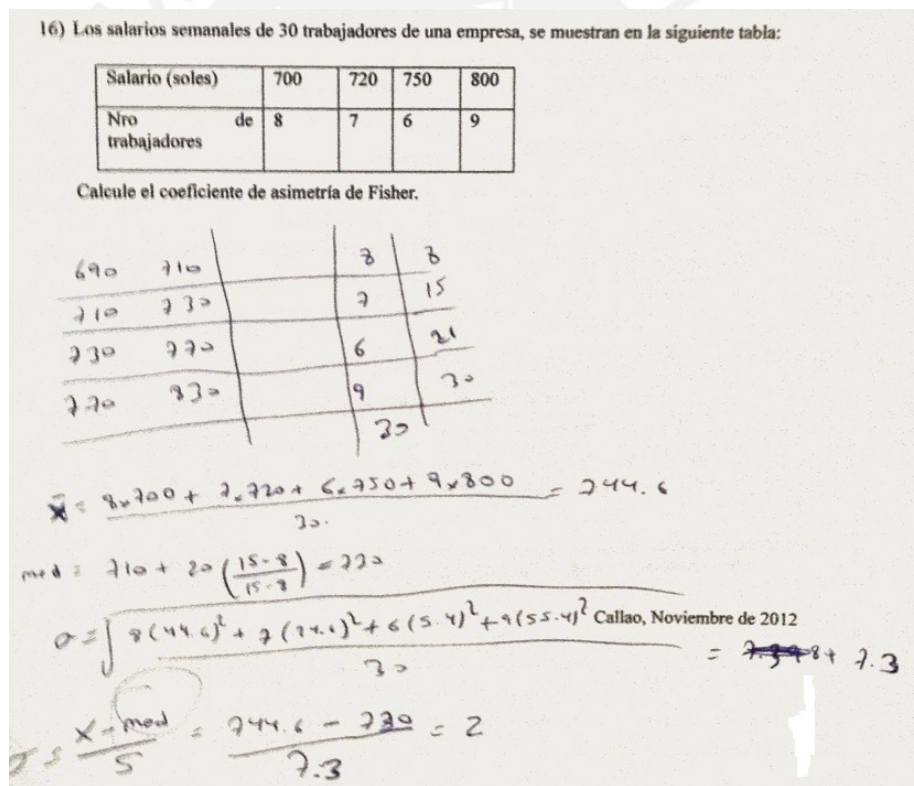 16) Los salarios semanales de 30 trabajadores de una empresa, se muestran en la siguiente tabla:
Salario (soles) 700 720 750 800
Nro de trabajadores 8 7 6 9
Calcule el coeficiente de asimetría de Fisher.
690 710 8 8
710 730 7 15
730 770 6 21
770 830 9 30
30
x̄ = 8x700 + 7x720 + 6x750 + 9x800 / 30. = 744.6
med = 710 + 20 (15-8 / 15-8) = 730
σ = √ 8(44.6)² + 7(24.6)² + 6(5.4)² + 9(55.4)² / 30 = 7.3
Callao, Noviembre de 2012
x - med / 5 = 744.6 - 730 / 7.3 = 2